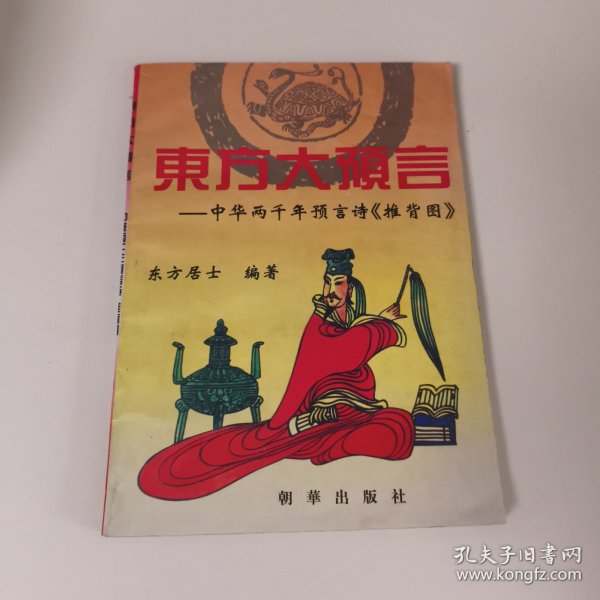 東方大預言
——中华两千年预言诗《推背图》
东方居士 编著
朝華出版社
孔夫子旧书网
www.kongfz.com